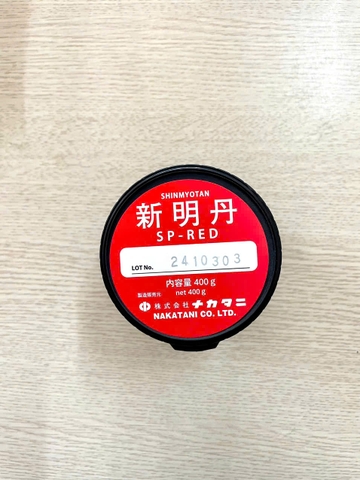 SHINMYOTAN
新明丹
SP-RED
LOT No. 2410303
内容量 400 g
製造販売元 net 400 g
株式会社 ナカタニ
NAKATANI CO. LTD.